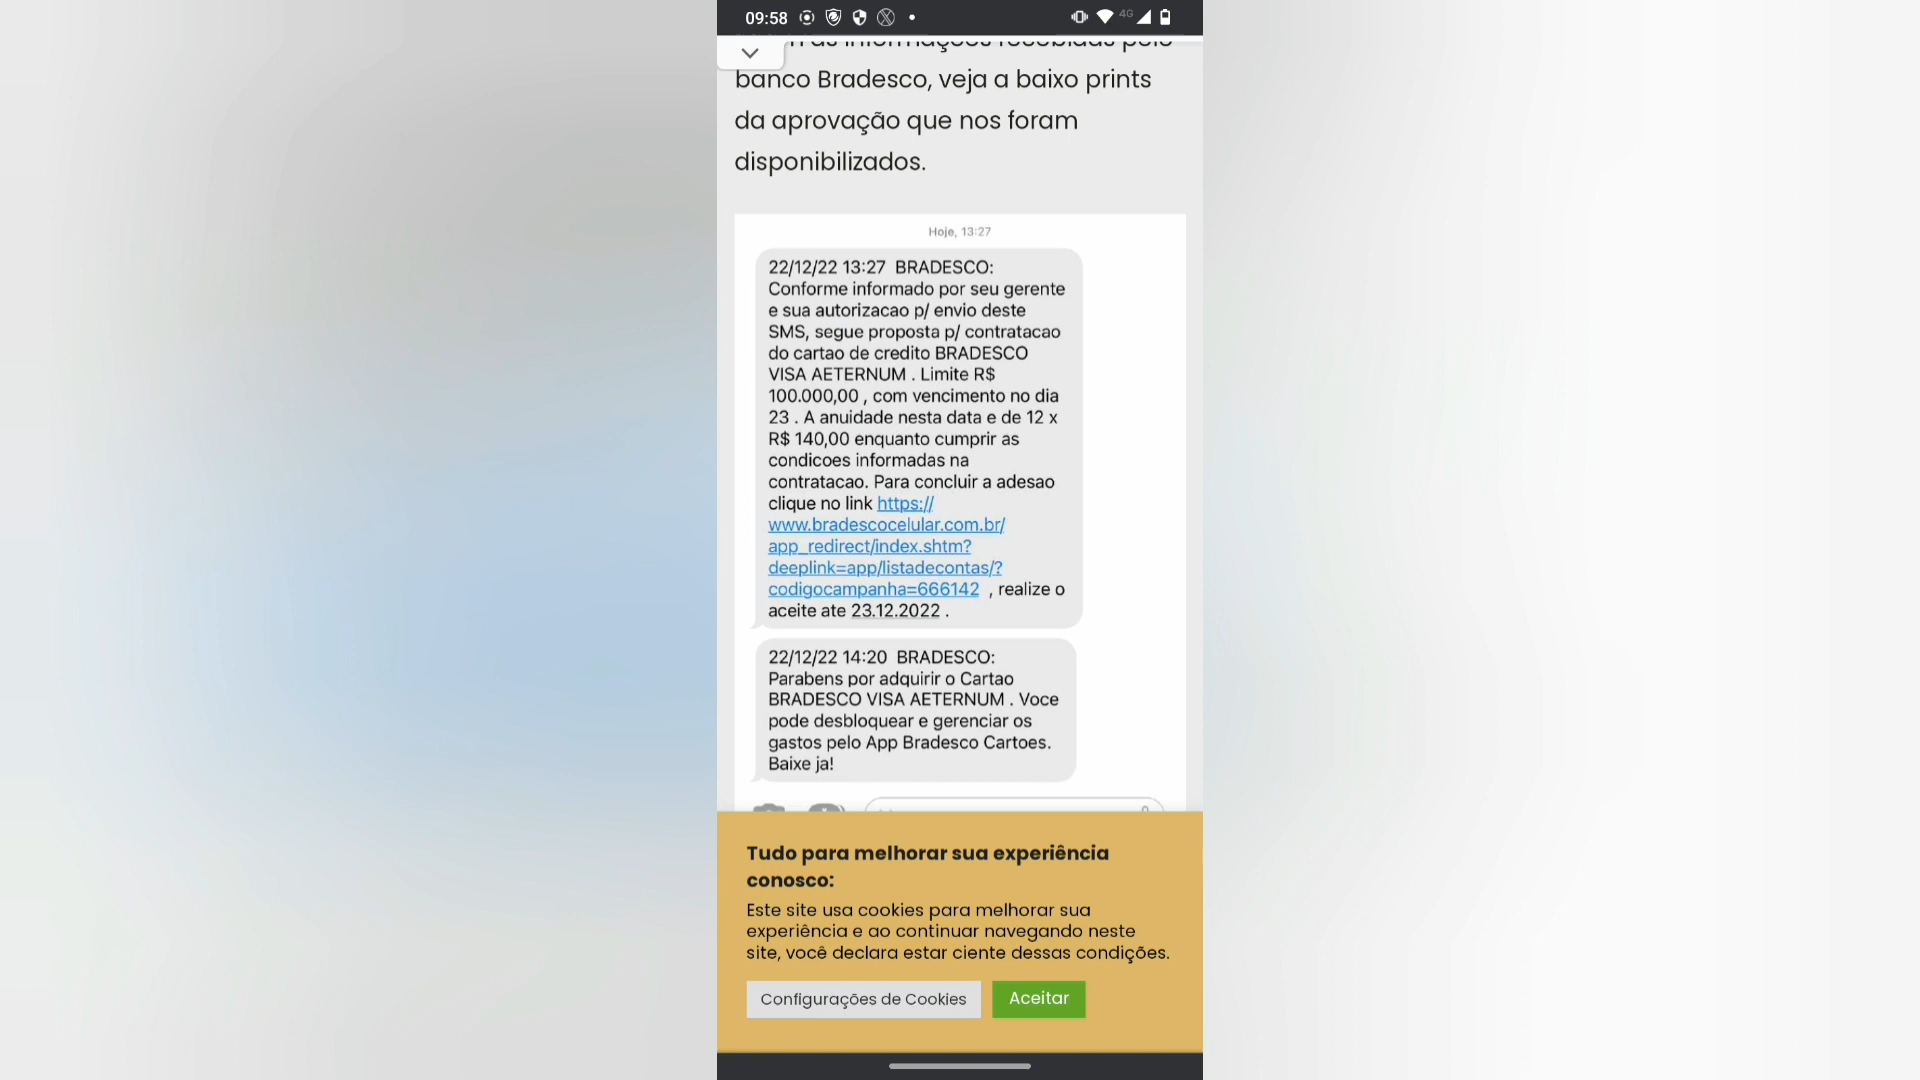 09:58
4G
as informações recebidas pelo
banco Bradesco, veja a baixo prints
da aprovação que nos foram
disponibilizados.
Hoje, 13:27
22/12/22 13:27 BRADESCO:
Conforme informado por seu gerente
e sua autorizacao p/ envio deste
SMS, segue proposta p/ contratacao
do cartao de credito BRADESCO
VISA AETERNUM . Limite R$
100.000,00 , com vencimento no dia
23 . A anuidade nesta data e de 12 x
R$ 140,00 enquanto cumprir as
condicoes informadas na
contratacao. Para concluir a adesao
clique no link https://
www.bradescocelular.com.br/
app_redirect/index.shtm?
deeplink=app/listadecontas/?
codigocampanha=666142 , realize o
aceite ate 23.12.2022 .
22/12/22 14:20 BRADESCO:
Parabens por adquirir o Cartao
BRADESCO VISA AETERNUM . Voce
pode desbloquear e gerenciar os
gastos pelo App Bradesco Cartoes.
Baixe ja!
Tudo para melhorar sua experiência
conosco:
Este site usa cookies para melhorar sua
experiência e ao continuar navegando neste
site, você declara estar ciente dessas condições.
Configurações de Cookies
Aceitar